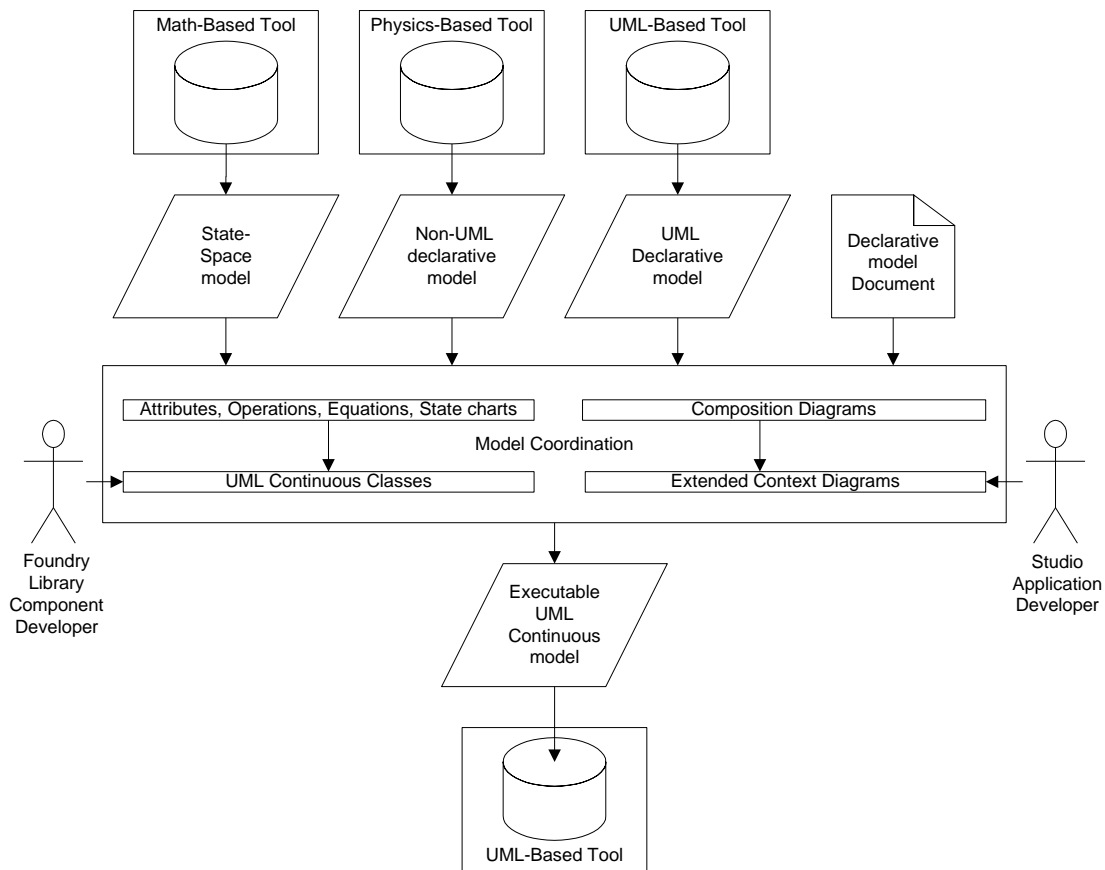 Math-Based Tool
Physics-Based Tool
UML-Based Tool
State-
Space
model
Non-UML
declarative
model
UML
Declarative
model
Declarative
model
Document
Attributes, Operations, Equations, State charts
Composition Diagrams
Model Coordination
UML Continuous Classes
Extended Context Diagrams
Foundry
Library
Component
Developer
Studio
Application
Developer
Executable
UML
Continuous
model
UML-Based Tool